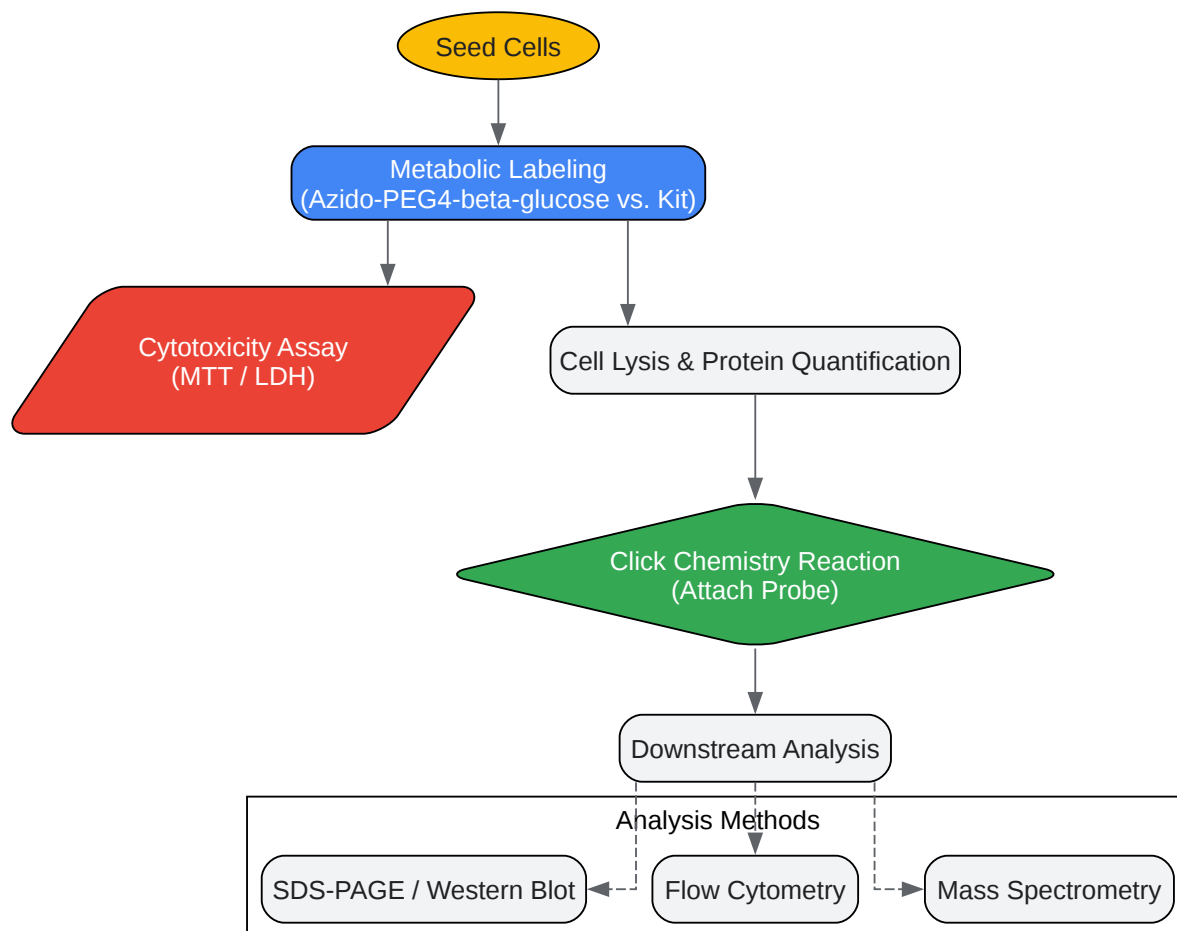 Seed Cells
Metabolic Labeling
(Azido-PEG4-beta-glucose vs. Kit)
Cytotoxicity Assay
(MTT / LDH)
Cell Lysis & Protein Quantification
Click Chemistry Reaction
(Attach Probe)
Downstream Analysis
Analysis Methods
SDS-PAGE / Western Blot
Flow Cytometry
Mass Spectrometry